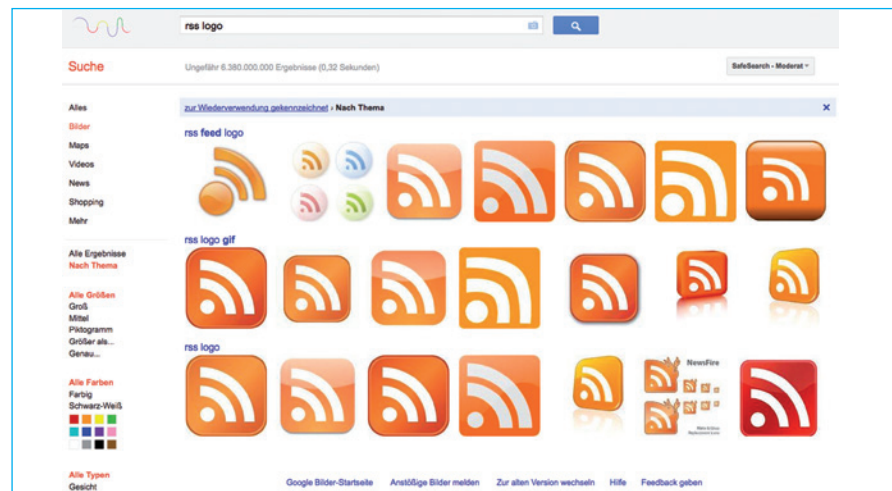 rss logo
Suche
Ungefähr 6.380.000.000 Ergebnisse (0,32 Sekunden)
SafeSearch - Moderat
Alles
Bilder
Maps
Videos
News
Shopping
Mehr
Alle Ergebnisse
Nach Thema
Alle Größen
Groß
Mittel
Piktogramm
Größer als...
Genau...
Alle Farben
Farbig
Schwarz-Weiß
Alle Typen
Gesicht
zur Wiederverwendung gekennzeichnet › Nach Thema
rss feed logo
rss logo gif
rss logo
NewsFire
Google Bilder-Startseite Anstößige Bilder melden Zur alten Version wechseln Hilfe Feedback geben